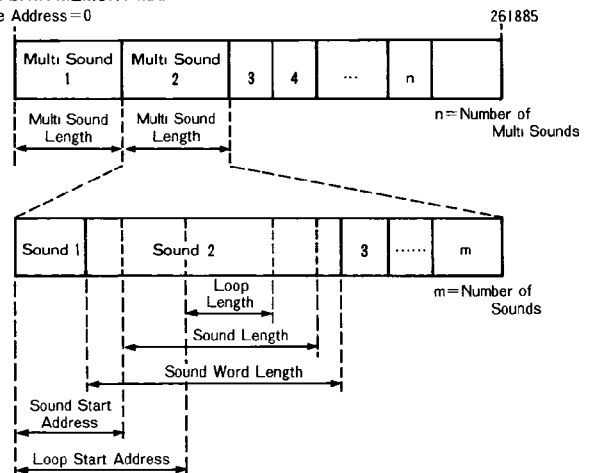 e Address=0
261885
Multi Sound 1
Multi Sound 2
3
4
...
n
n=Number of
Multi Sounds
Multi Sound
Length
Multi Sound
Length
Sound 1
Sound 2
3
......
m
m=Number of
Sounds
Loop
Length
Sound Length
Sound Word Length
Sound Start
Address
Loop Start Address